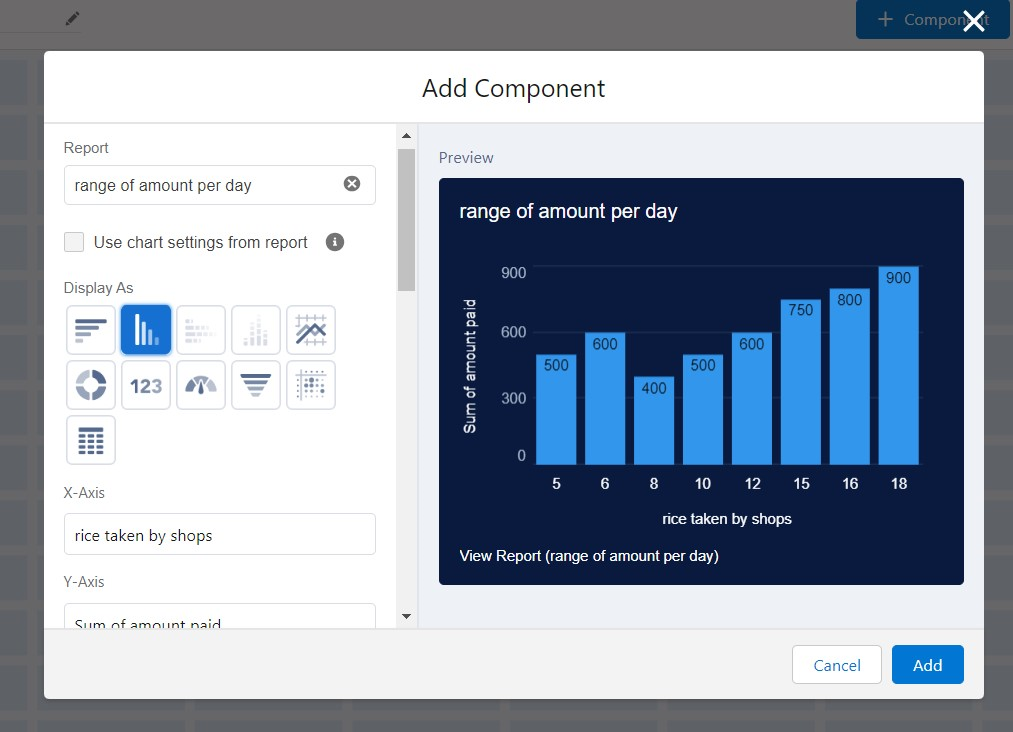 + Component
Add Component
Report
range of amount per day
Use chart settings from report
Display As
123
X-Axis
rice taken by shops
Y-Axis
Sum of amount paid
Preview
range of amount per day
Sum of amount paid
900
600
300
0
500
600
400
500
600
750
800
900
5 6 8 10 12 15 16 18
rice taken by shops
View Report (range of amount per day)
Cancel
Add